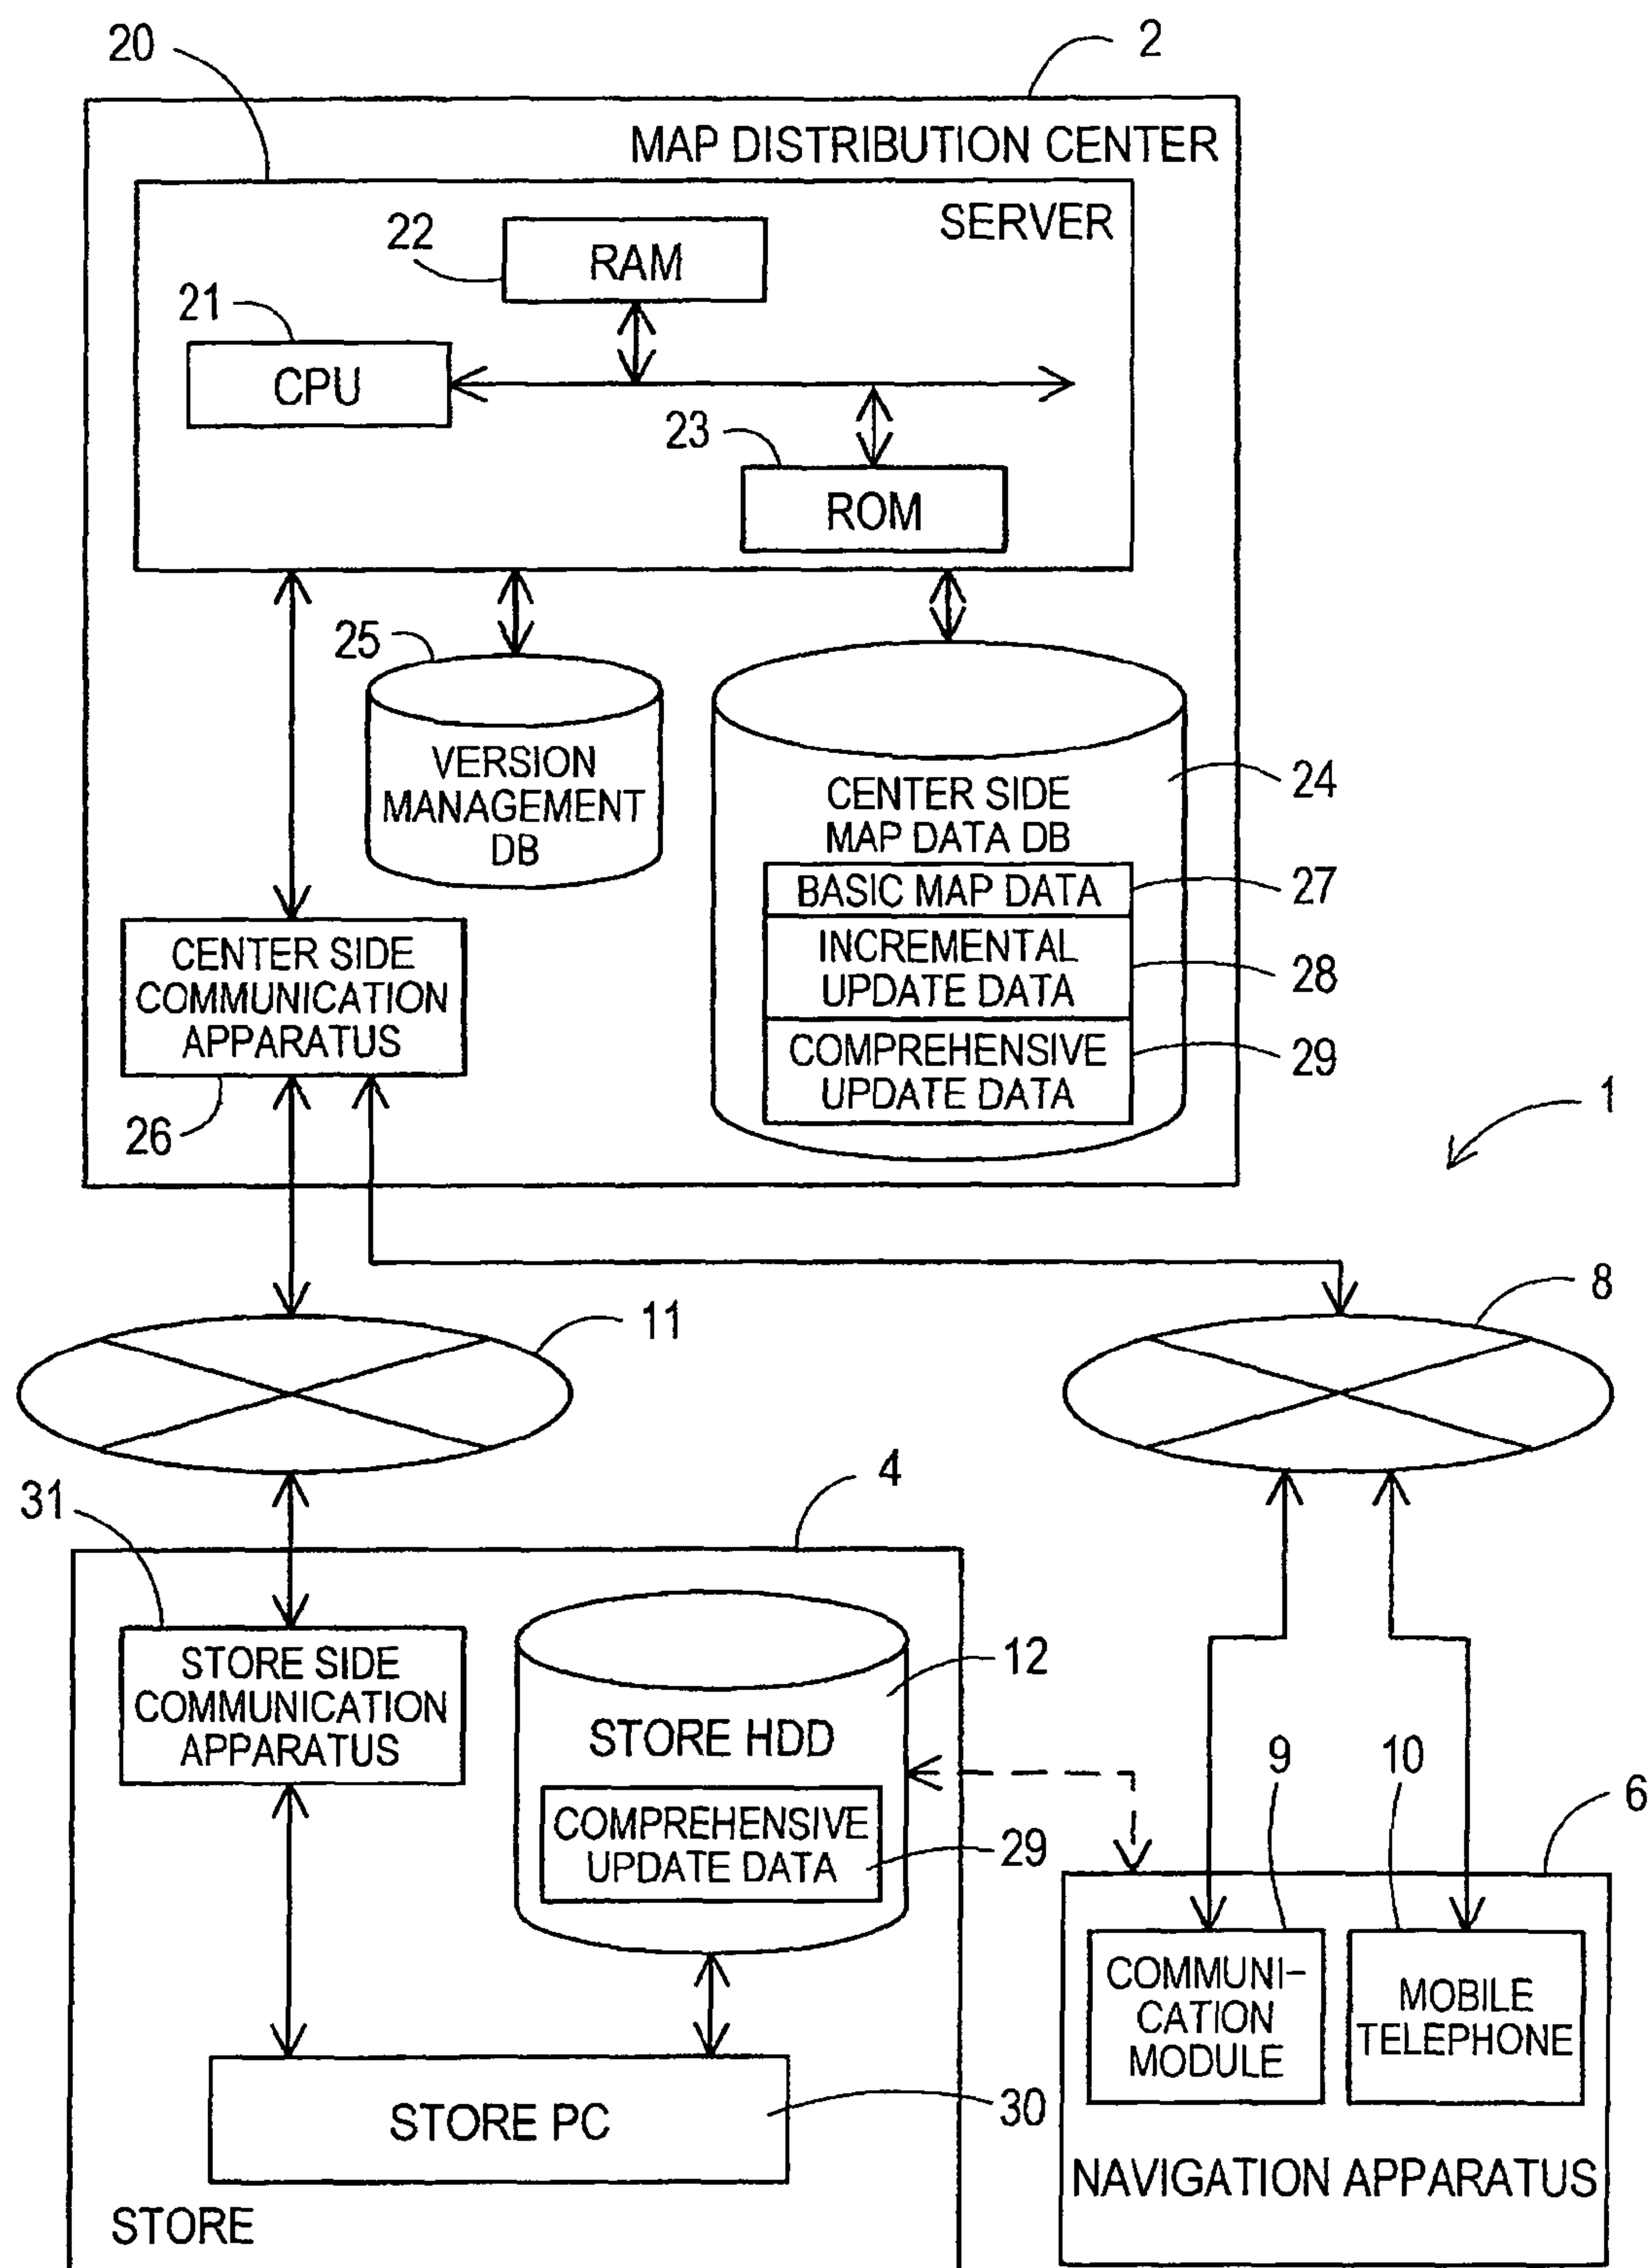 20
2
MAP DISTRIBUTION CENTER
SERVER
22
RAM
21
CPU
23
ROM
25
VERSION
MANAGEMENT
DB
24
CENTER SIDE
MAP DATA DB
BASIC MAP DATA
27
INCREMENTAL
UPDATE DATA
28
COMPREHENSIVE
UPDATE DATA
29
CENTER SIDE
COMMUNICATION
APPARATUS
26
1
11
8
4
31
STORE SIDE
COMMUNICATION
APPARATUS
12
STORE HDD
COMPREHENSIVE
UPDATE DATA
29
9
10
6
COMMUNI-
CATION
MODULE
MOBILE
TELEPHONE
NAVIGATION APPARATUS
STORE PC
30
STORE